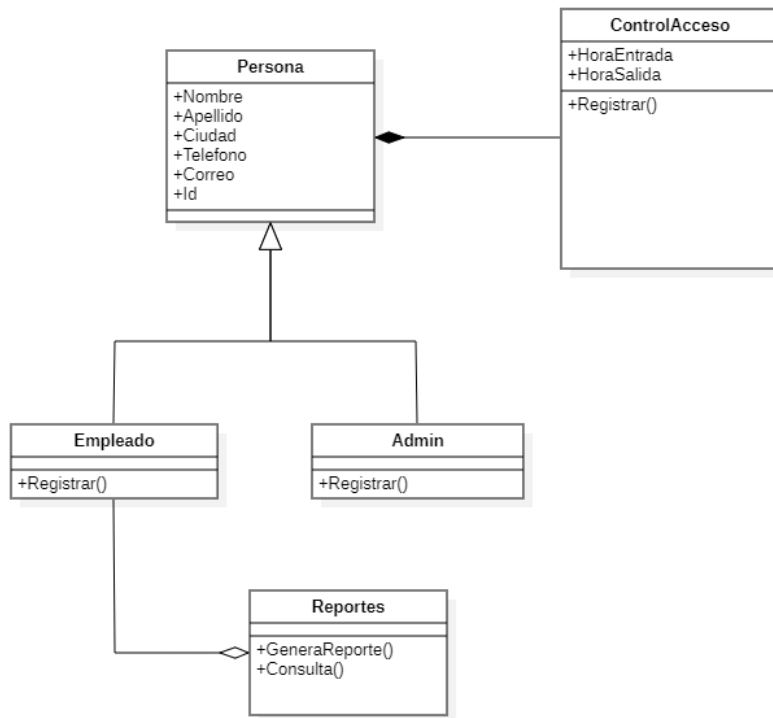 ControlAcceso
+HoraEntrada
+HoraSalida
+Registrar()
Persona
+Nombre
+Apellido
+Ciudad
+Telefono
+Correo
+Id
Empleado
+Registrar()
Admin
+Registrar()
Reportes
+GeneraReporte()
+Consulta()